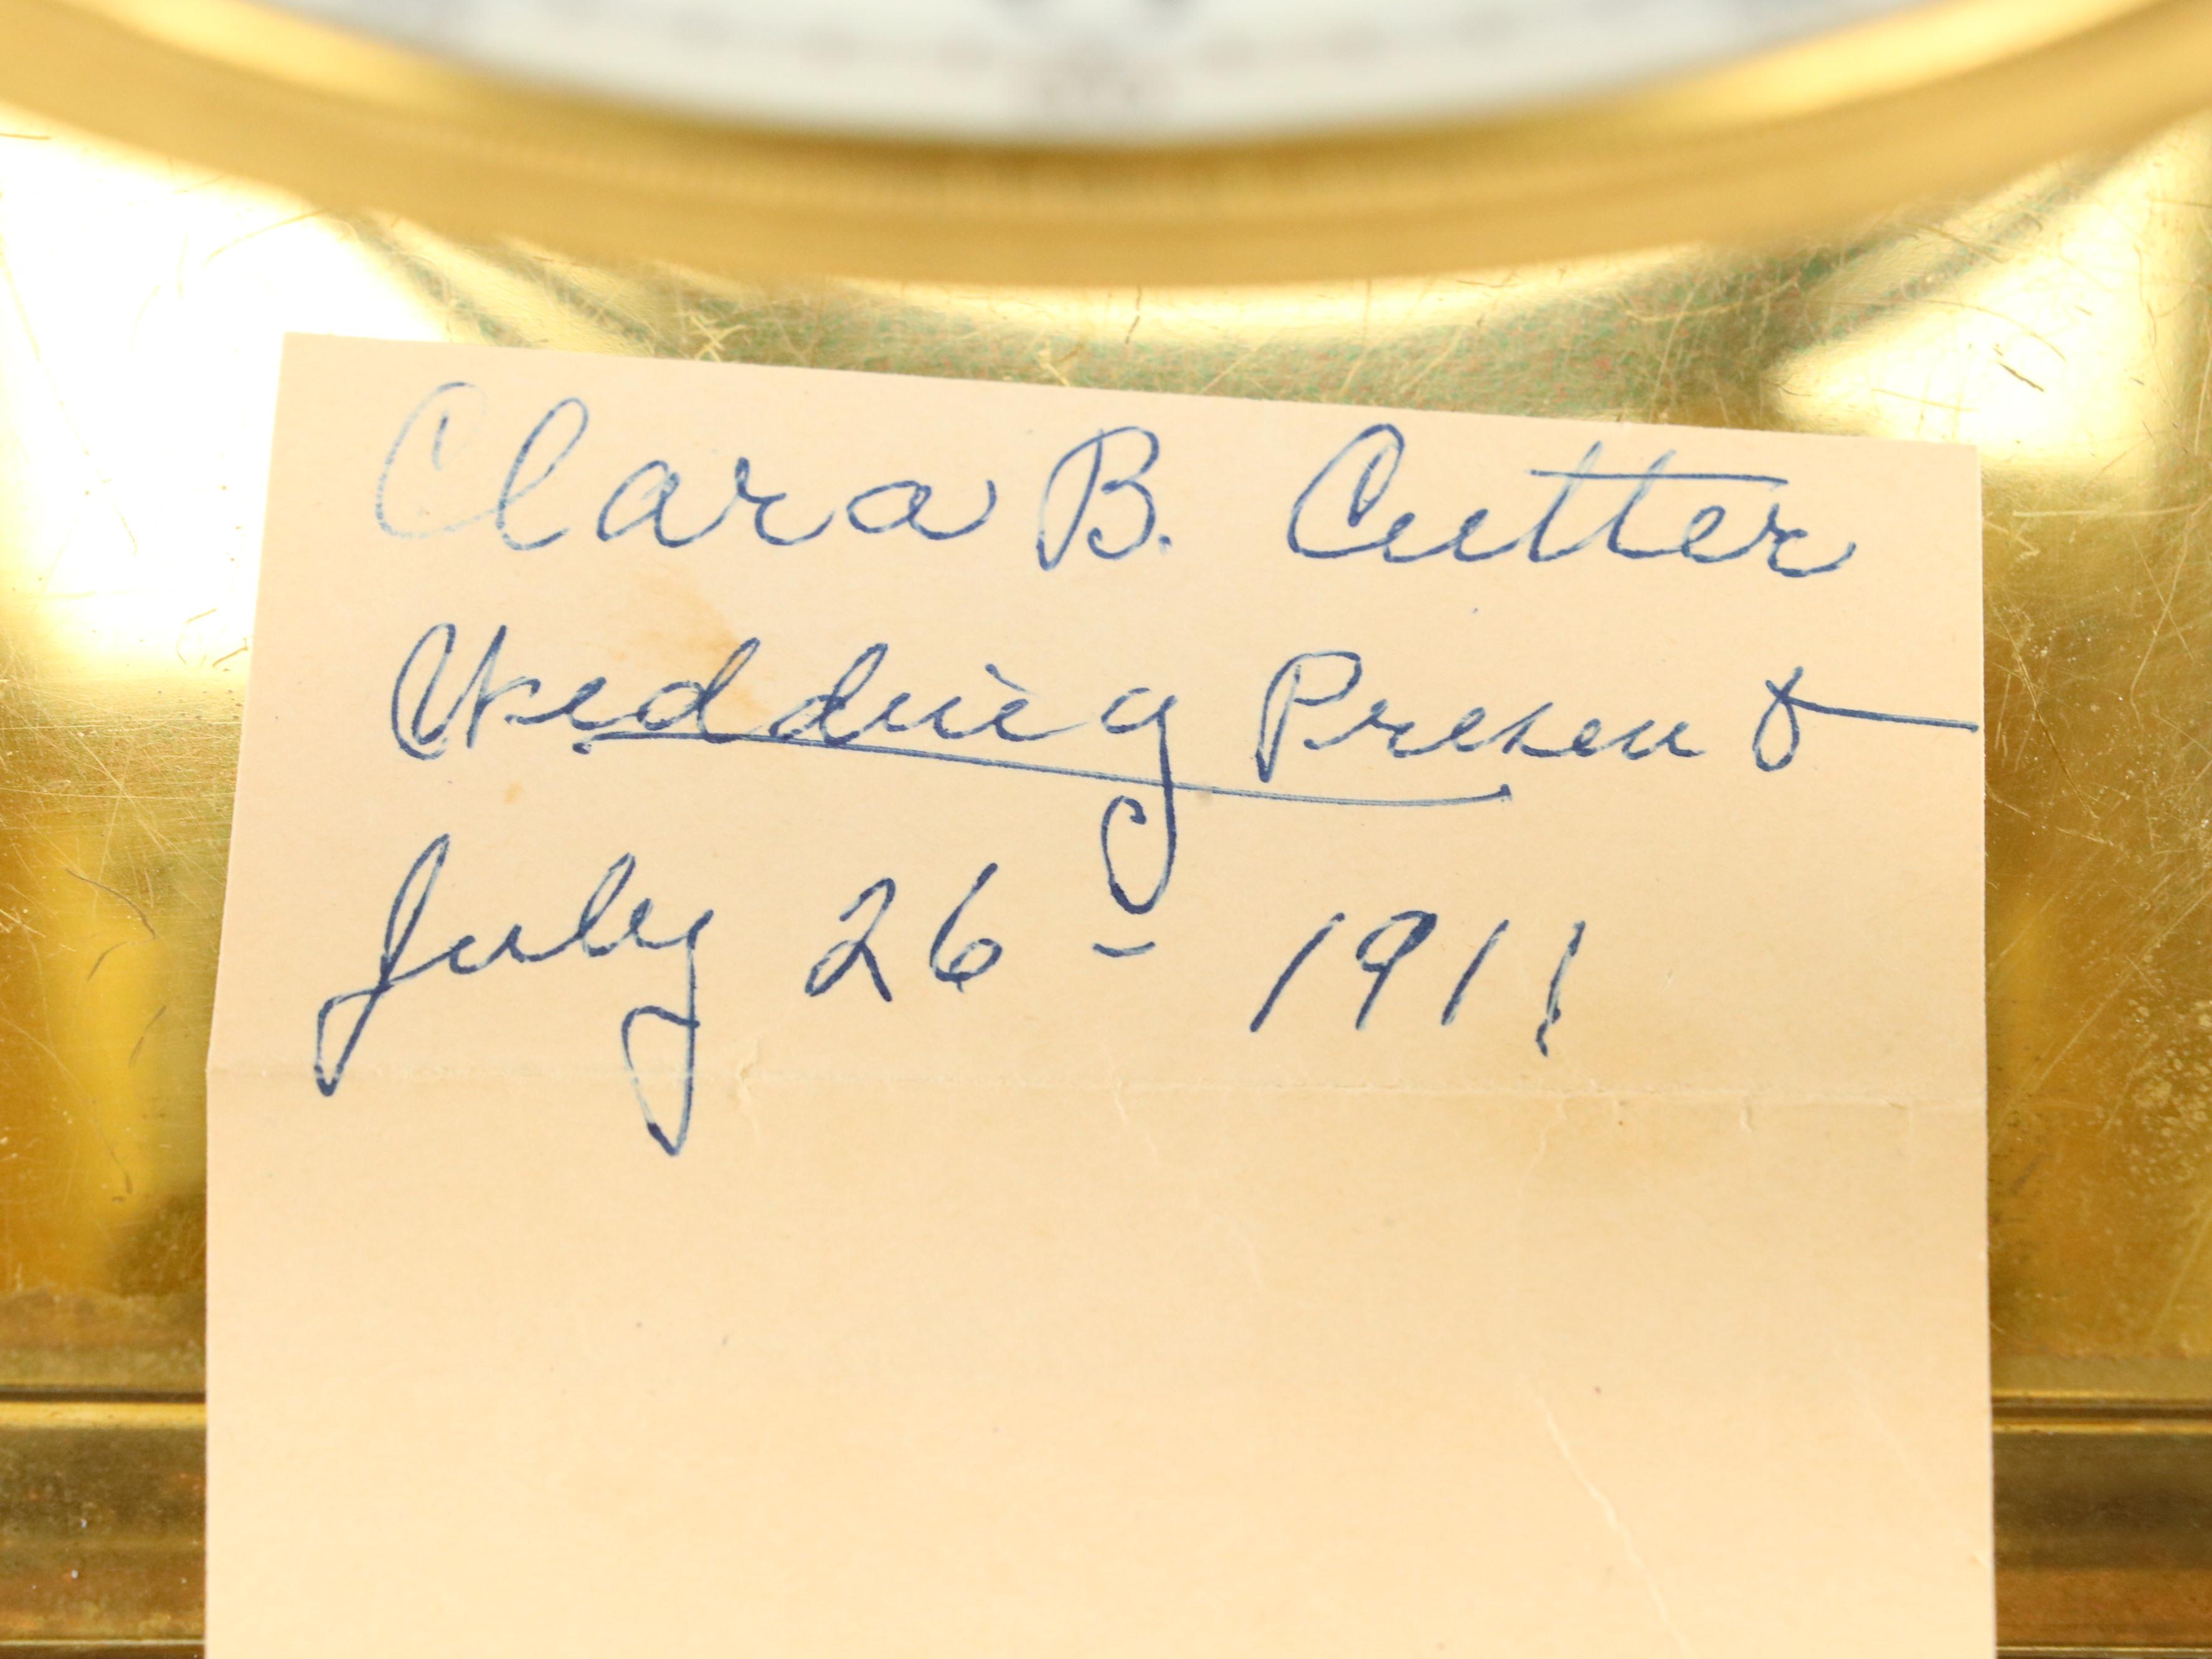 Clara B. Cutter
Wedding Present
July 26 - 1911